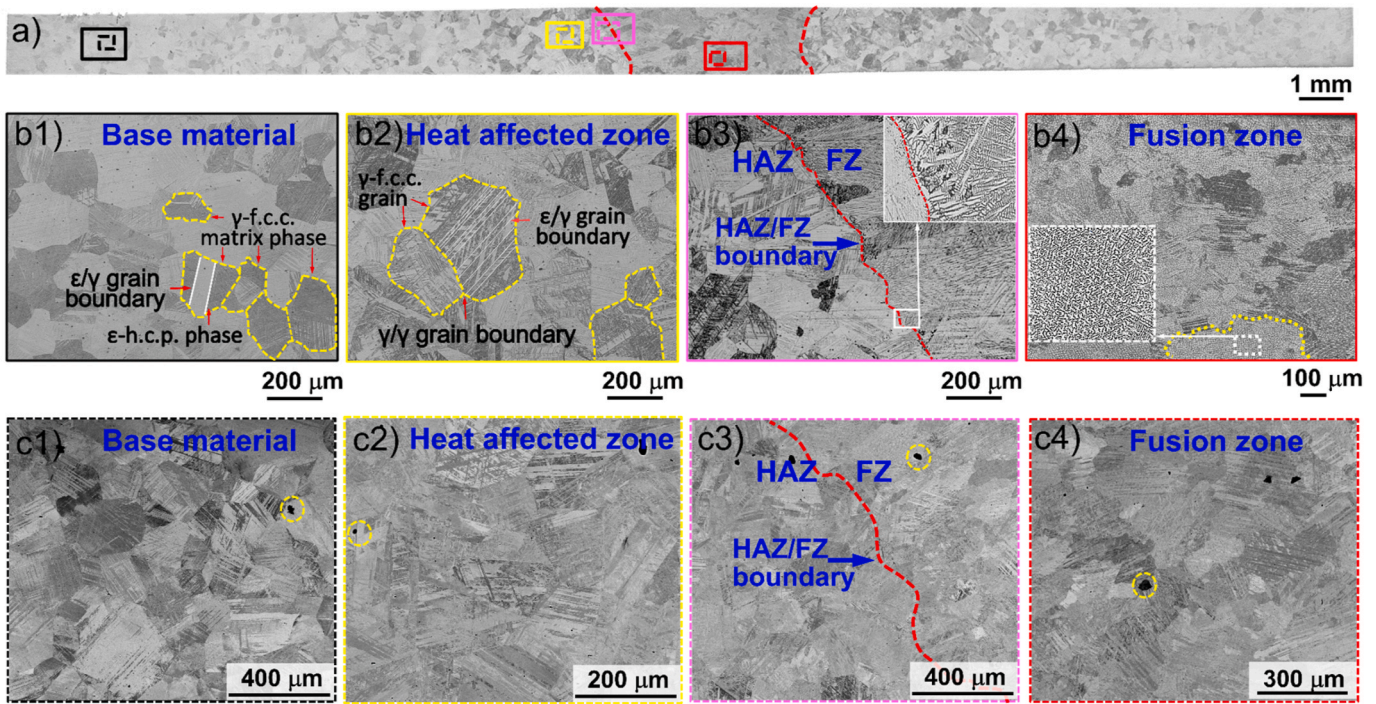 a)
1 mm
b1) Base material
γ-f.c.c.
matrix phase
ε/γ grain
boundary
ε-h.c.p. phase
200 μm
b2) Heat affected zone
γ-f.c.c.
grain
ε/γ grain
boundary
γ/γ grain boundary
200 μm
b3)
HAZ FZ
HAZ/FZ
boundary
200 μm
b4) Fusion zone
100 μm
c1) Base material
400 μm
c2) Heat affected zone
200 μm
c3)
HAZ FZ
HAZ/FZ
boundary
400 μm
c4) Fusion zone
300 μm